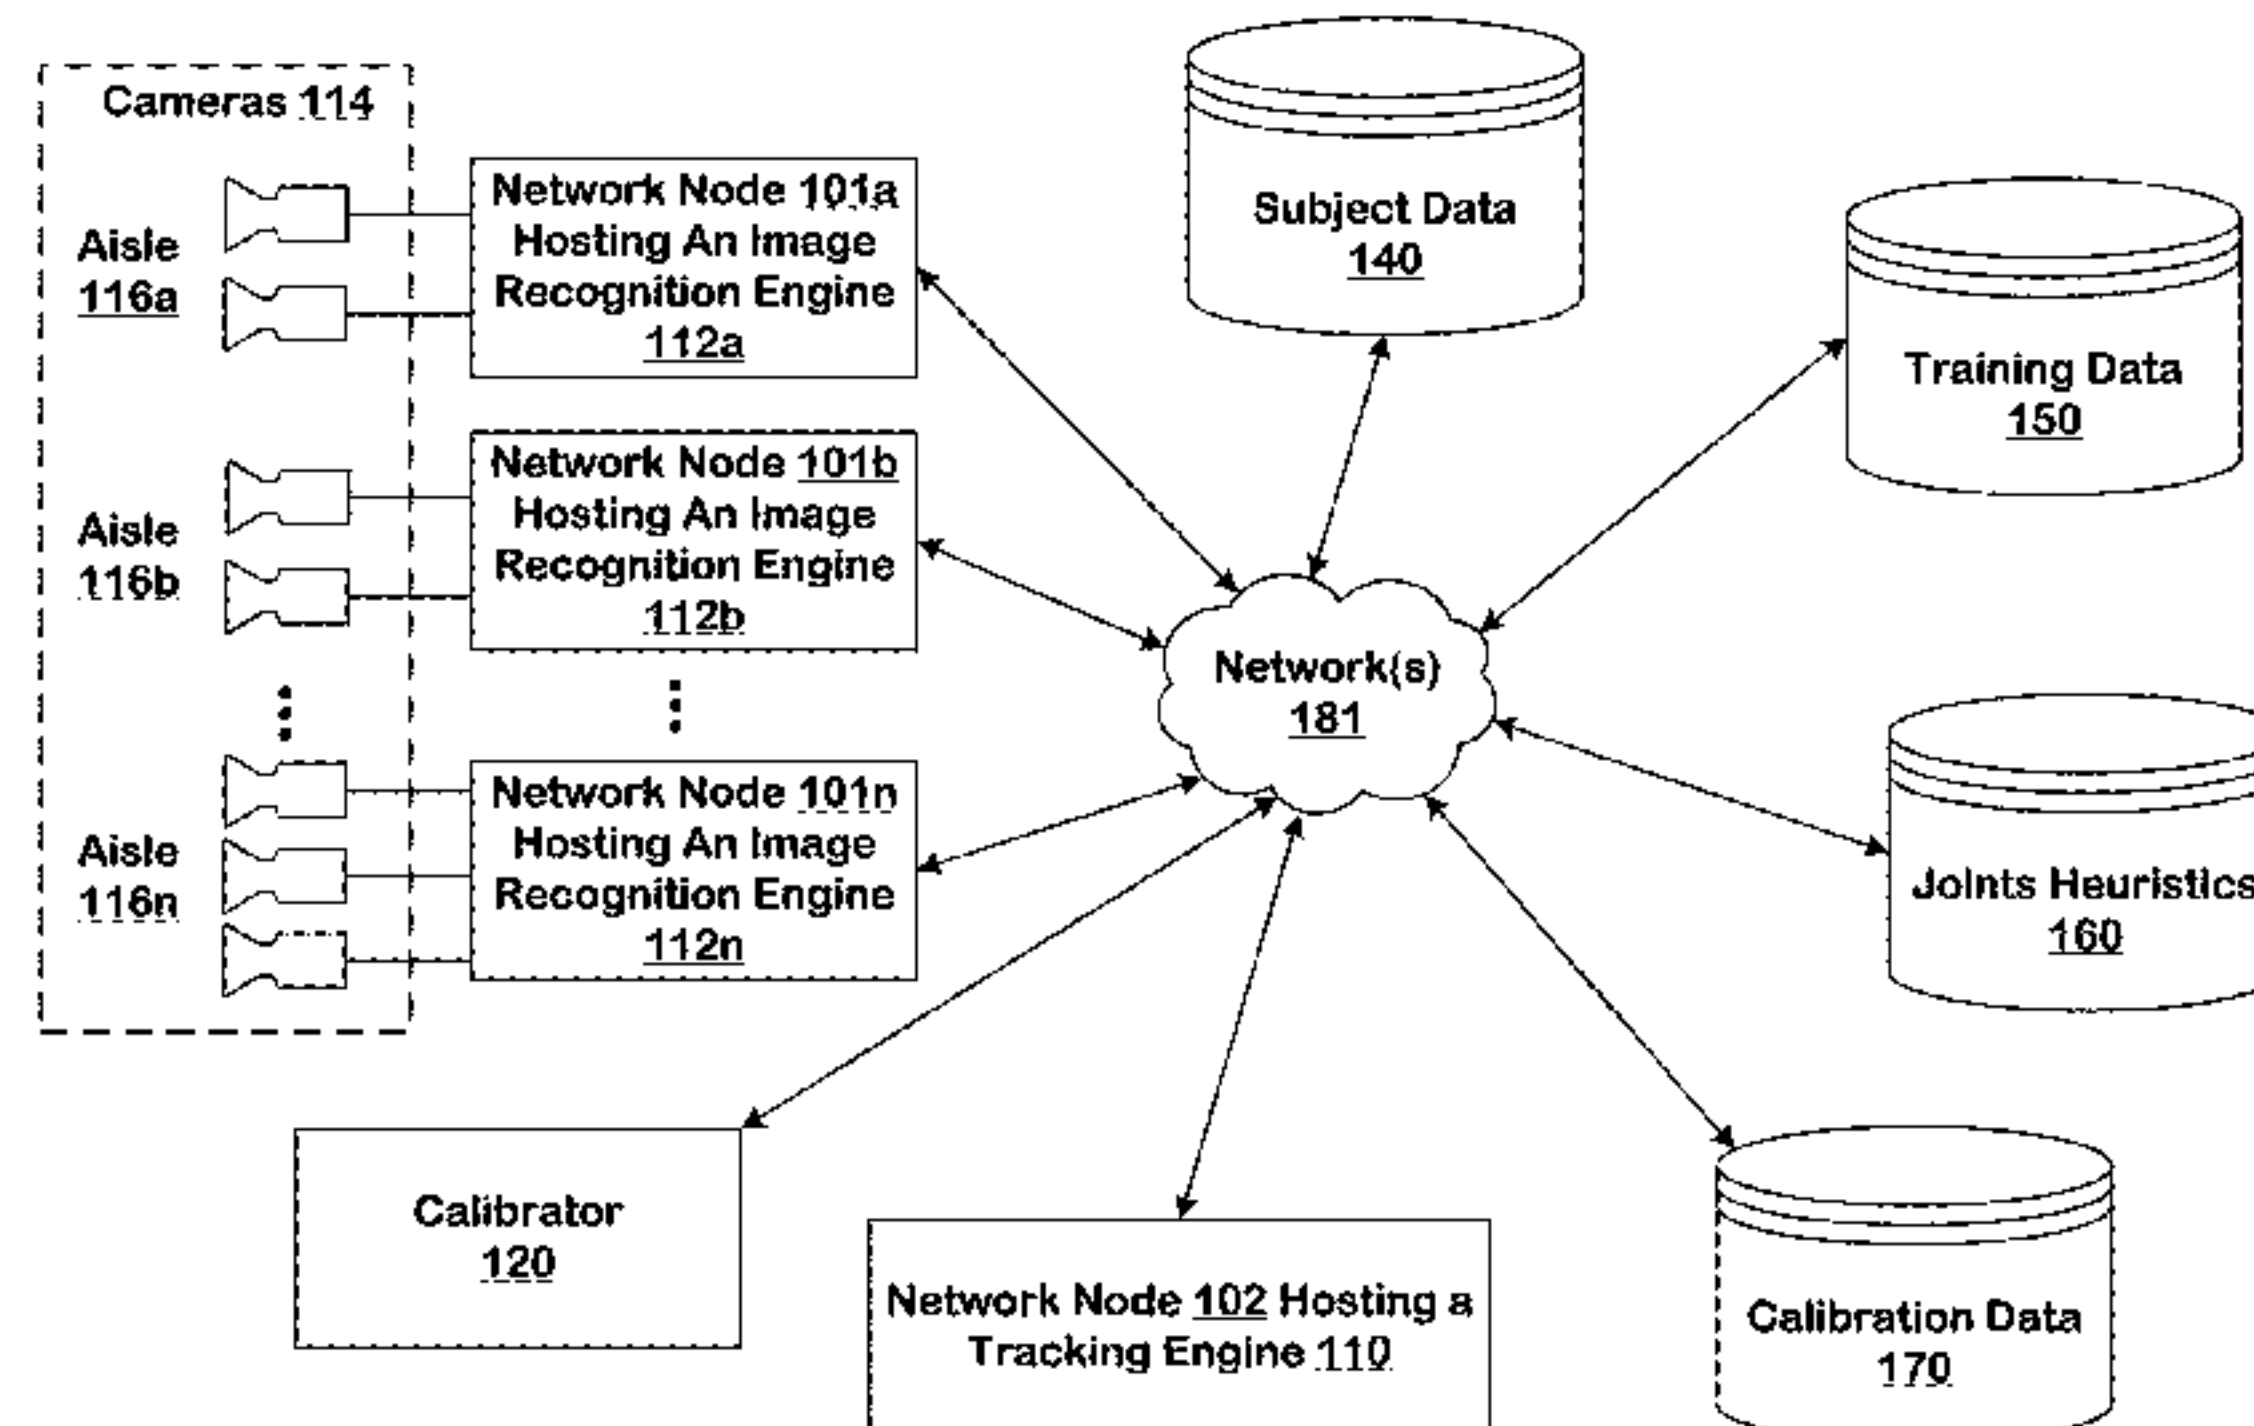 Cameras 114
Aisle
116a
Network Node 101a
Hosting An Image
Recognition Engine
112a
Subject Data
140
Training Data
150
Aisle
116b
Network Node 101b
Hosting An Image
Recognition Engine
112b
Network(s)
181
Aisle
116n
Network Node 101n
Hosting An Image
Recognition Engine
112n
Joints Heuristics
160
Calibrator
120
Network Node 102 Hosting a
Tracking Engine 110
Calibration Data
170